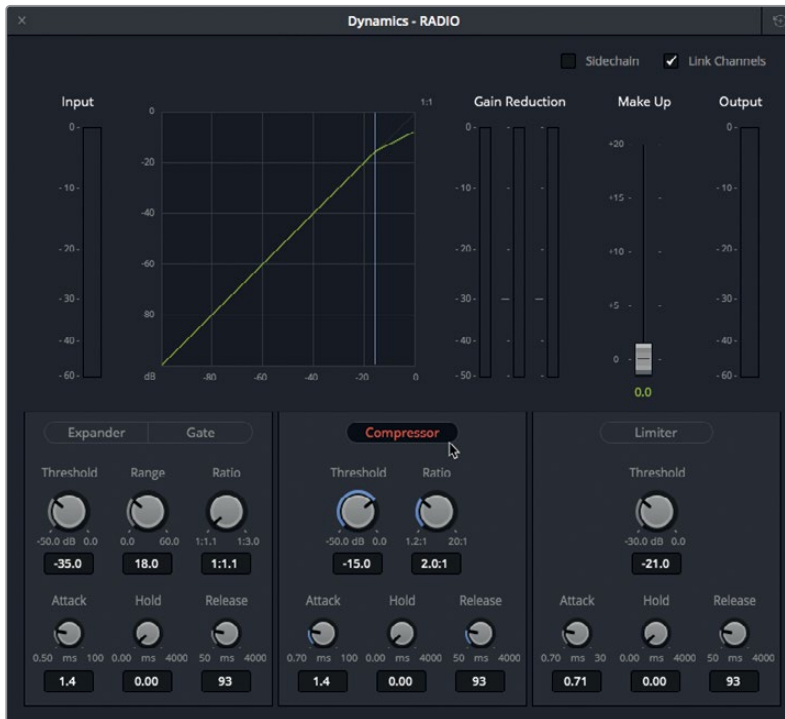 Dynamics - RADIO
Sidechain Link Channels
Input 1:1 Gain Reduction Make Up Output
0
-20
-40
-60
80
dB -80 -60 -40 -20 0
0 -
- 10 -
- 20 -
- 30 -
- 40 -
- 60 -
0 -
- 10 -
- 20 -
- 30 -
- 40 -
- 50 -
+20
+15 -
+10 -
+5
0 -
0.0
0 -
- 10 -
- 20 -
- 30 -
- 40 -
- 60 -
Expander Gate
Threshold Range Ratio
-50.0 dB 0.0 0.0 60.0 1:1.1 1:3.0
-35.0 18.0 1:1.1
Attack Hold Release
0.50 ms 100 0.00 ms 4000 50 ms 4000
1.4 0.00 93
Compressor
Threshold Ratio
-50.0 dB 0.0 1.2:1 20:1
-15.0 2.0:1
Attack Hold Release
0.70 ms 100 0.00 ms 4000 50 ms 4000
1.4 0.00 93
Limiter
Threshold
-30.0 dB 0.0
-21.0
Attack Hold Release
0.70 ms 30 0.00 ms 4000 50 ms 4000
0.71 0.00 93